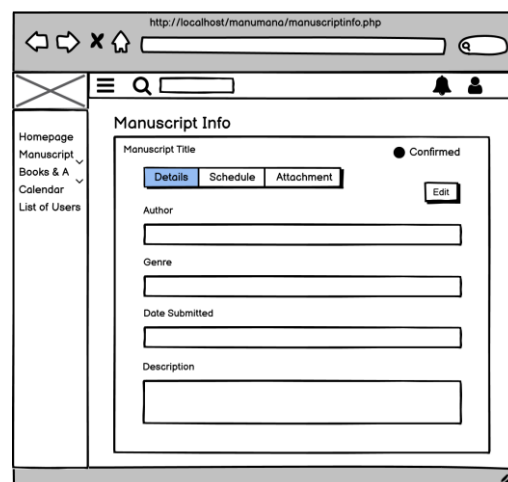 http://localhost/manumana/manuscriptinfo.php
Homepage
Manuscript
Books & A
Calendar
List of Users
Manuscript Info
Manuscript Title
Confirmed
Details Schedule Attachment
Edit
Author
Genre
Date Submitted
Description